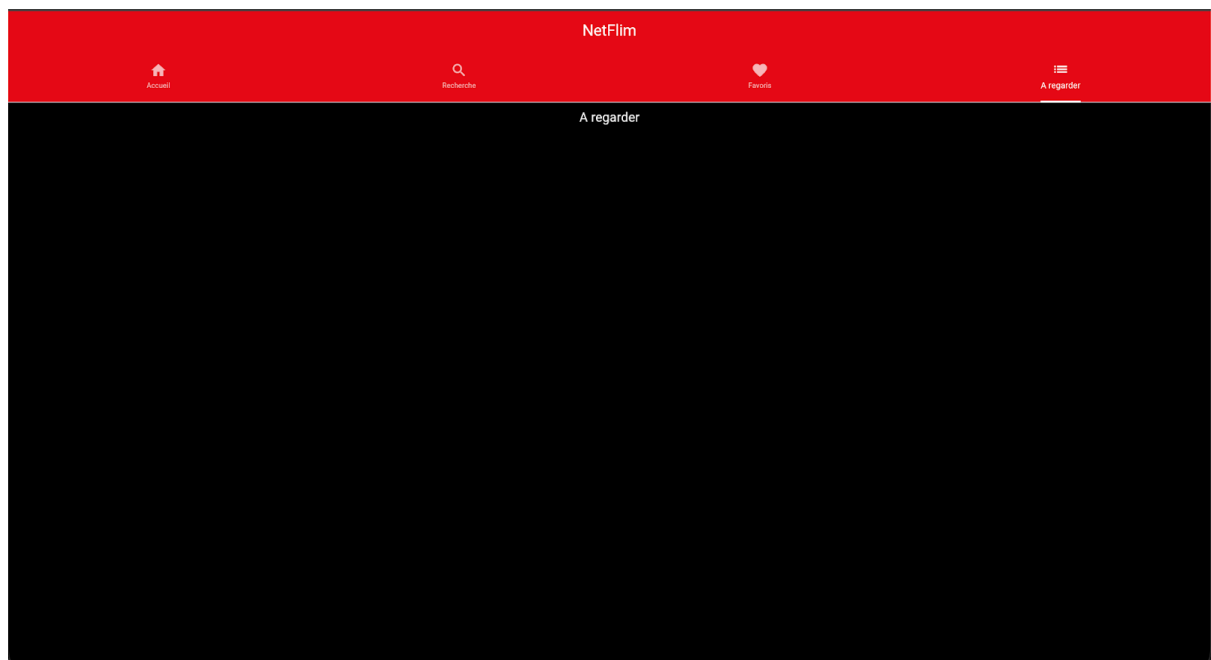 NetFlim
Accueil
Recherche
Favoris
A regarder
A regarder